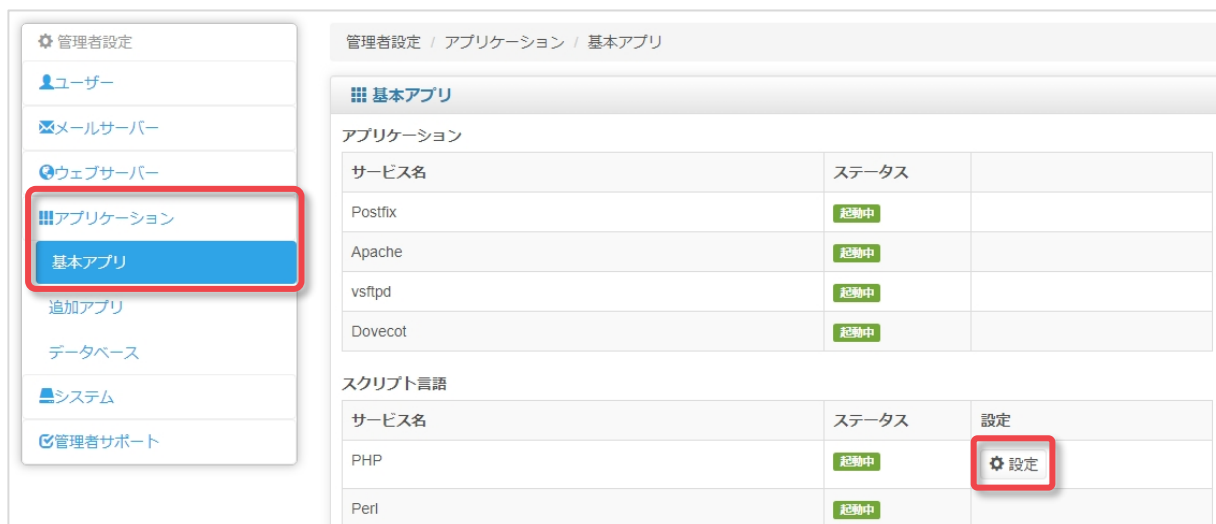 管理者設定
ユーザー
メールサーバー
ウェブサーバー
アプリケーション
基本アプリ
追加アプリ
データベース
システム
管理者サポート
管理者設定 / アプリケーション / 基本アプリ
基本アプリ
アプリケーション
サービス名 ステータス
Postfix 起動中
Apache 起動中
vsftpd 起動中
Dovecot 起動中
スクリプト言語
サービス名 ステータス 設定
PHP 起動中 設定
Perl 起動中